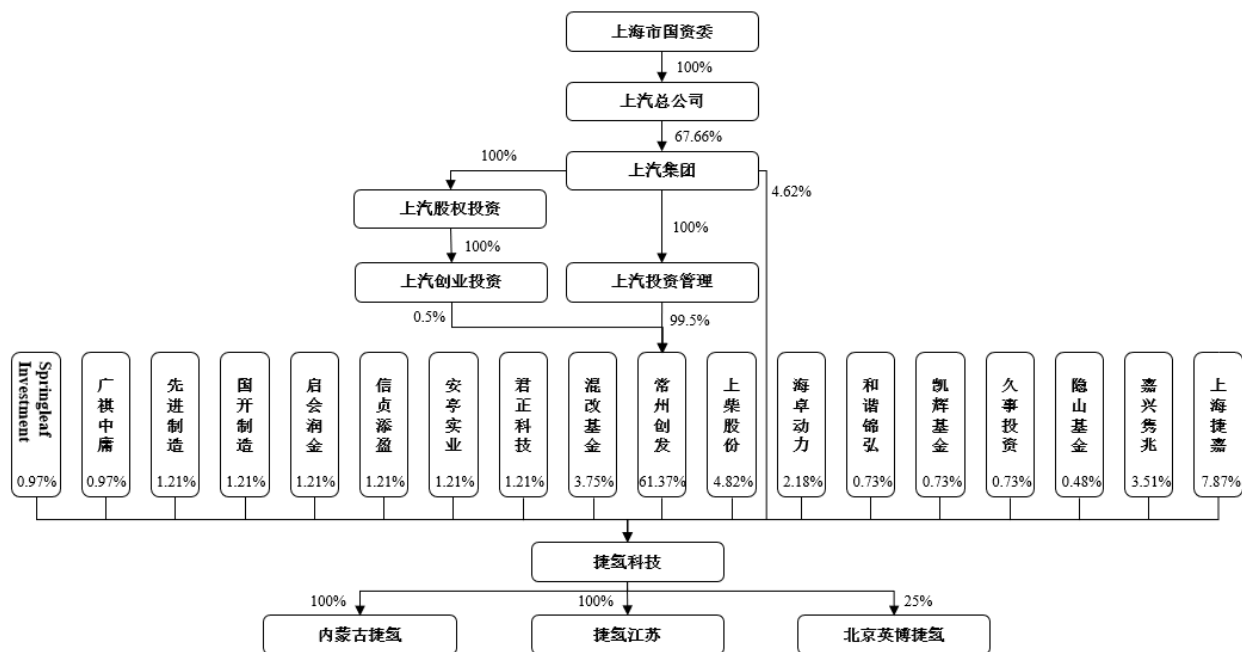 上海市国资委
100%
上汽总公司
67.66%
上汽集团
100%
4.62%
上汽股权投资
100%
100%
上汽创业投资
上汽投资管理
0.5%
99.5%
Springleaf
Investment
0.97%
广祺中庸
0.97%
先进制造
1.21%
国开制造
1.21%
启会润金
1.21%
信贞添盈
1.21%
安亭实业
1.21%
君正科技
1.21%
混改基金
3.75%
常州创发
61.37%
上柴股份
4.82%
海卓动力
2.18%
和谐锦弘
0.73%
凯辉基金
0.73%
久事投资
0.73%
隐山基金
0.48%
嘉兴隽兆
3.51%
上海捷嘉
7.87%
捷氢科技
100%
100%
25%
内蒙古捷氢
捷氢江苏
北京英博捷氢